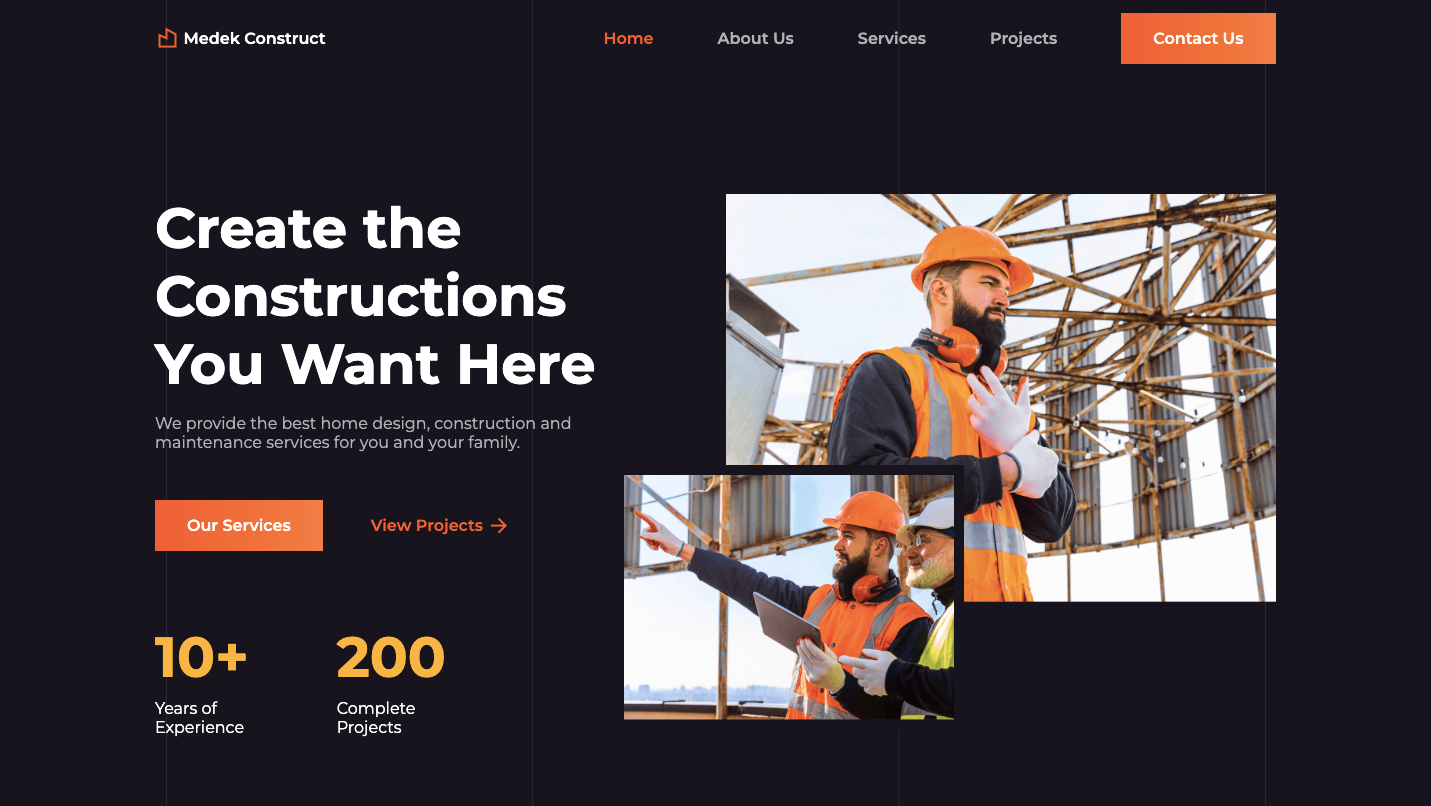 Medek Construct
Home
About Us
Services
Projects
Contact Us
Create the
Constructions
You Want Here
We provide the best home design, construction and
maintenance services for you and your family.
Our Services
View Projects
10+
200
Years of
Experience
Complete
Projects